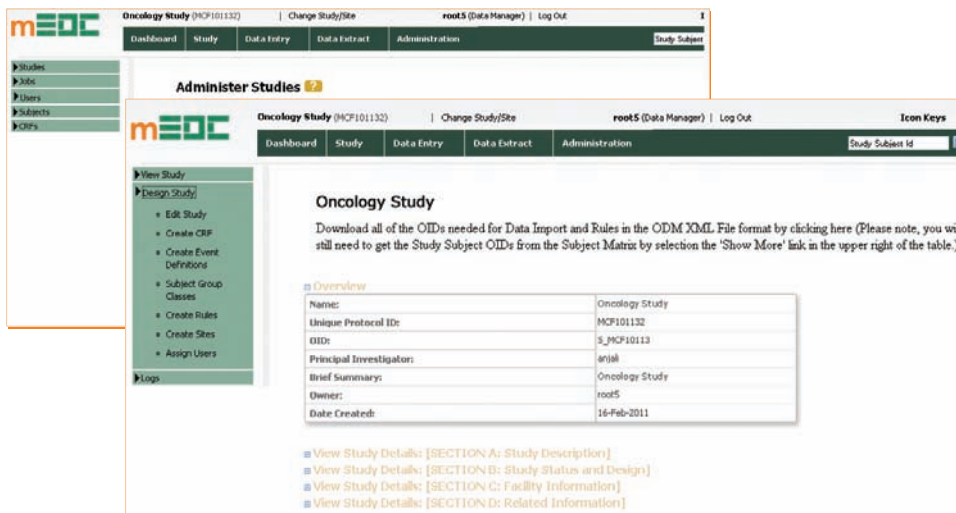 mEDC
Oncology Study (MCF101132) | Change Study/Site root5 (Data Manager) | Log Out
Dashboard Study Data Entry Data Extract Administration Study Subject
Studies
Jobs
Users
Subjects
CRFs
Administer Studies ?
mEDC
Oncology Study (MCF101132) | Change Study/Site root5 (Data Manager) | Log Out Icon Keys
Dashboard Study Data Entry Data Extract Administration Study Subject Id
View Study
Design Study
Edit Study
Create CRF
Create Event
Definitions
Subject Group
Classes
Create Rules
Create Sites
Assign Users
Logs
Oncology Study
Download all of the OIDs needed for Data Import and Rules in the ODM XML File format by clicking here (Please note, you wi
still need to get the Study Subject OIDs from the Subject Matrix by selection the 'Show More' link in the upper right of the table.)
Overview
Name: Oncology Study
Unique Protocol ID: MCF101132
OID: S_MCF10113
Principal Investigator: anjali
Brief Summary: Oncology Study
Owner: root5
Date Created: 16-Feb-2011
View Study Details: [SECTION A: Study Description]
View Study Details: [SECTION B: Study Status and Design]
View Study Details: [SECTION C: Facility Information]
View Study Details: [SECTION D: Related Information]